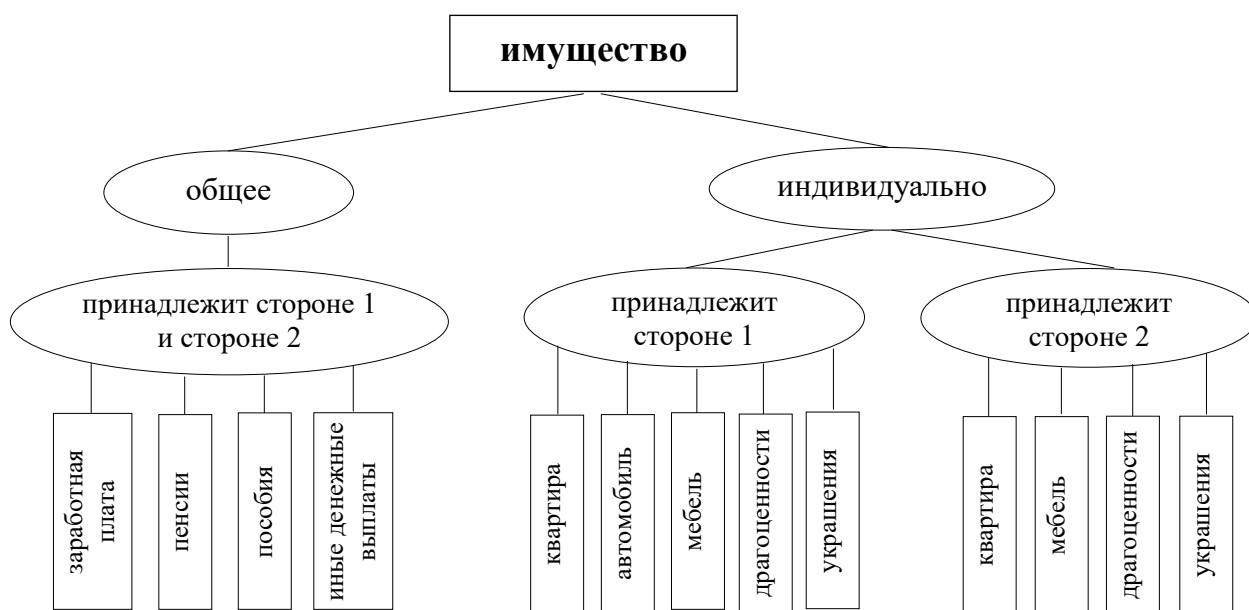 имущество
общее
индивидуально
принадлежит стороне 1
и стороне 2
принадлежит
стороне 1
принадлежит
стороне 2
заработная
плата
пенсии
пособия
иные денежные
выплаты
квартира
автомобиль
мебель
драгоценности
украшения
квартира
мебель
драгоценности
украшения